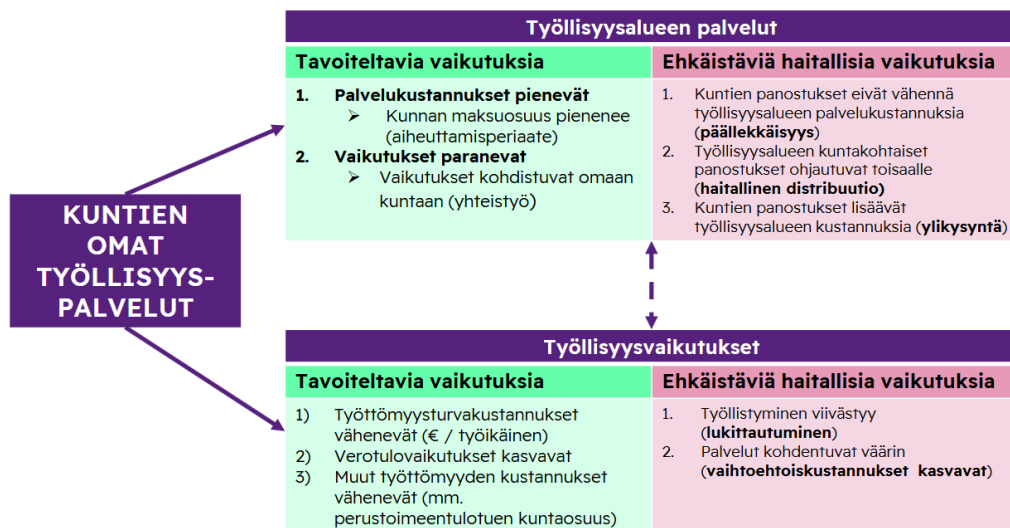 KUNTIEN
OMAT
TYÖLLISYYS-
PALVELUT
Työllisyysalueen palvelut
Tavoiteltavia vaikutuksia
1. Palvelukustannukset pienevät
➢ Kunnan maksuosuus pienenee
(aiheuttamisperiaate)
2. Vaikutukset paranevat
➢ Vaikutukset kohdistuvat omaan
kuntaan (yhteistyö)
Ehkäistäviä haitallisia vaikutuksia
1. Kuntien panostukset eivät vähennä
työllisyysalueen palvelukustannuksia
(päällekkäisyys)
2. Työllisyysalueen kuntakohtaiset
panostukset ohjautuvat toisaalle
(haitallinen distribuutio)
3. Kuntien panostukset lisäävät
työllisyysalueen kustannuksia (ylikysyntä)
Työllisyysvaikutukset
Tavoiteltavia vaikutuksia
1) Työttömyysturvakustannukset
vähenevät (€ / työikäinen)
2) Verotulovaikutukset kasvavat
3) Muut työttömyyden kustannukset
vähenevät (mm.
perustoimeentulotuen kuntaosuus)
Ehkäistäviä haitallisia vaikutuksia
1. Työllistyminen viivästyy
(lukittautuminen)
2. Palvelut kohdentuvat väärin
(vaihtoehtoiskustannukset kasvavat)